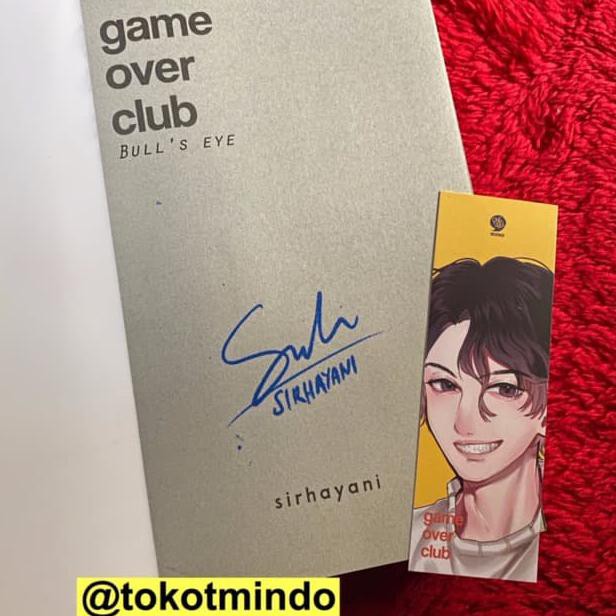 game
over
club
BULL'S EYE
SIRHAYANI
sirhayani
game
over
club
@tokotmindo